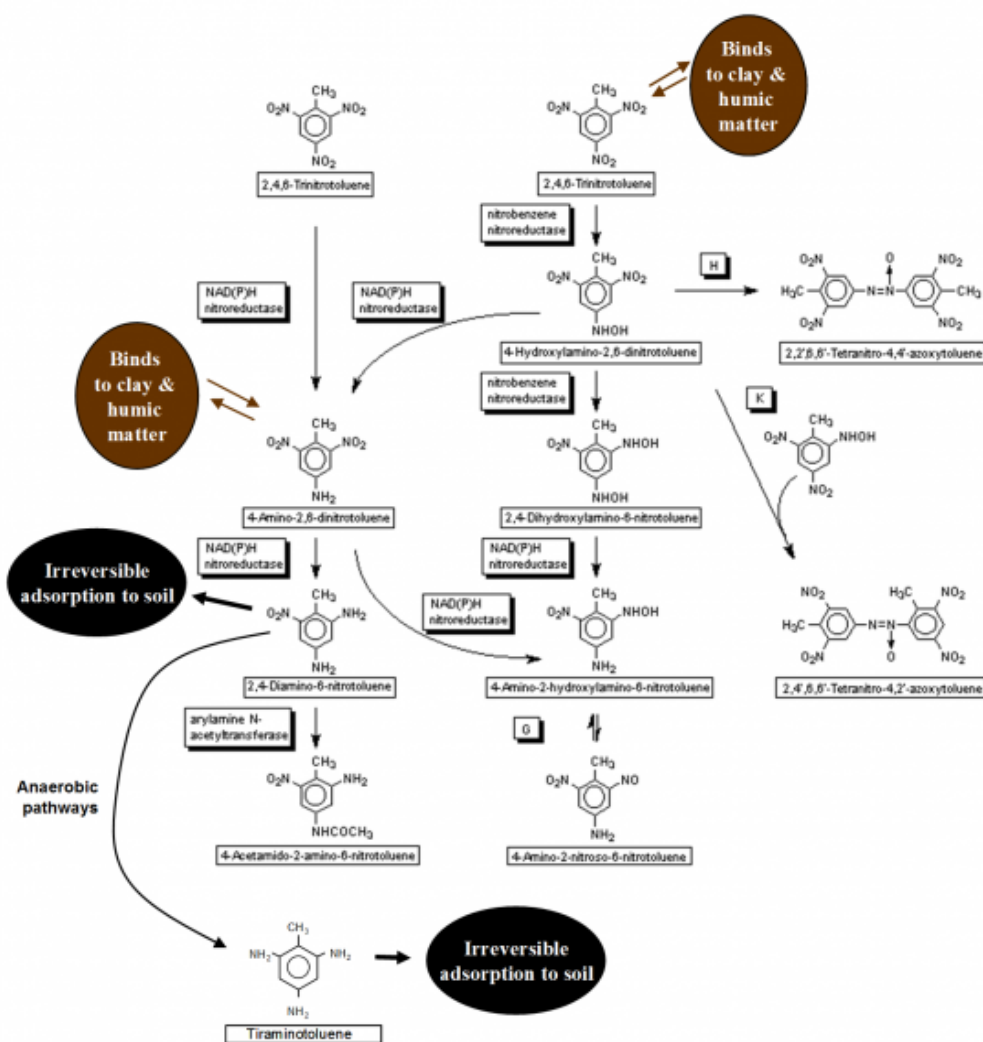 Binds
to clay &
humic
matter
CH₃
O₂N
NO₂
NO₂
2,4,6-Trinitrotoluene
CH₃
O₂N
NO₂
NO₂
2,4,6-Trinitrotoluene
nitrobenzene
nitroreductase
NAD(P)H
nitroreductase
NAD(P)H
nitroreductase
CH₃
O₂N
NO₂
NHOH
4-Hydroxylamino-2,6-dinitrotoluene
H
O₂N
O
NO₂
H₃C
N=N
CH₃
O₂N
NO₂
2,2',6,6'-Tetranitro-4,4'-azoxytoluene
Binds
to clay &
humic
matter
nitrobenzene
nitroreductase
K
CH₃
O₂N
NHOH
NO₂
CH₃
O₂N
NO₂
NH₂
4-Amino-2,6-dinitrotoluene
CH₃
O₂N
NHOH
NHOH
2,4-Dihydroxylamino-6-nitrotoluene
Irreversible
adsorption to soil
NAD(P)H
nitroreductase
NAD(P)H
nitroreductase
NAD(P)H
nitroreductase
CH₃
O₂N
NH₂
NH₂
2,4-Diamino-6-nitrotoluene
CH₃
O₂N
NHOH
NH₂
4-Amino-2-hydroxylamino-6-nitrotoluene
NO₂
H₃C
NO₂
H₃C
N=N
O₂N
O
NO₂
2,4',6,6'-Tetranitro-4,2'-azoxytoluene
arylamine N-
acetyltransferase
G
Anaerobic
pathways
CH₃
O₂N
NH₂
NHCOCH₃
4-Acetamido-2-amino-6-nitrotoluene
CH₃
O₂N
NO
NH₂
4-Amino-2-nitroso-6-nitrotoluene
CH₃
NH₂
NH₂
NH₂
Tiraminotoluene
Irreversible
adsorption to soil